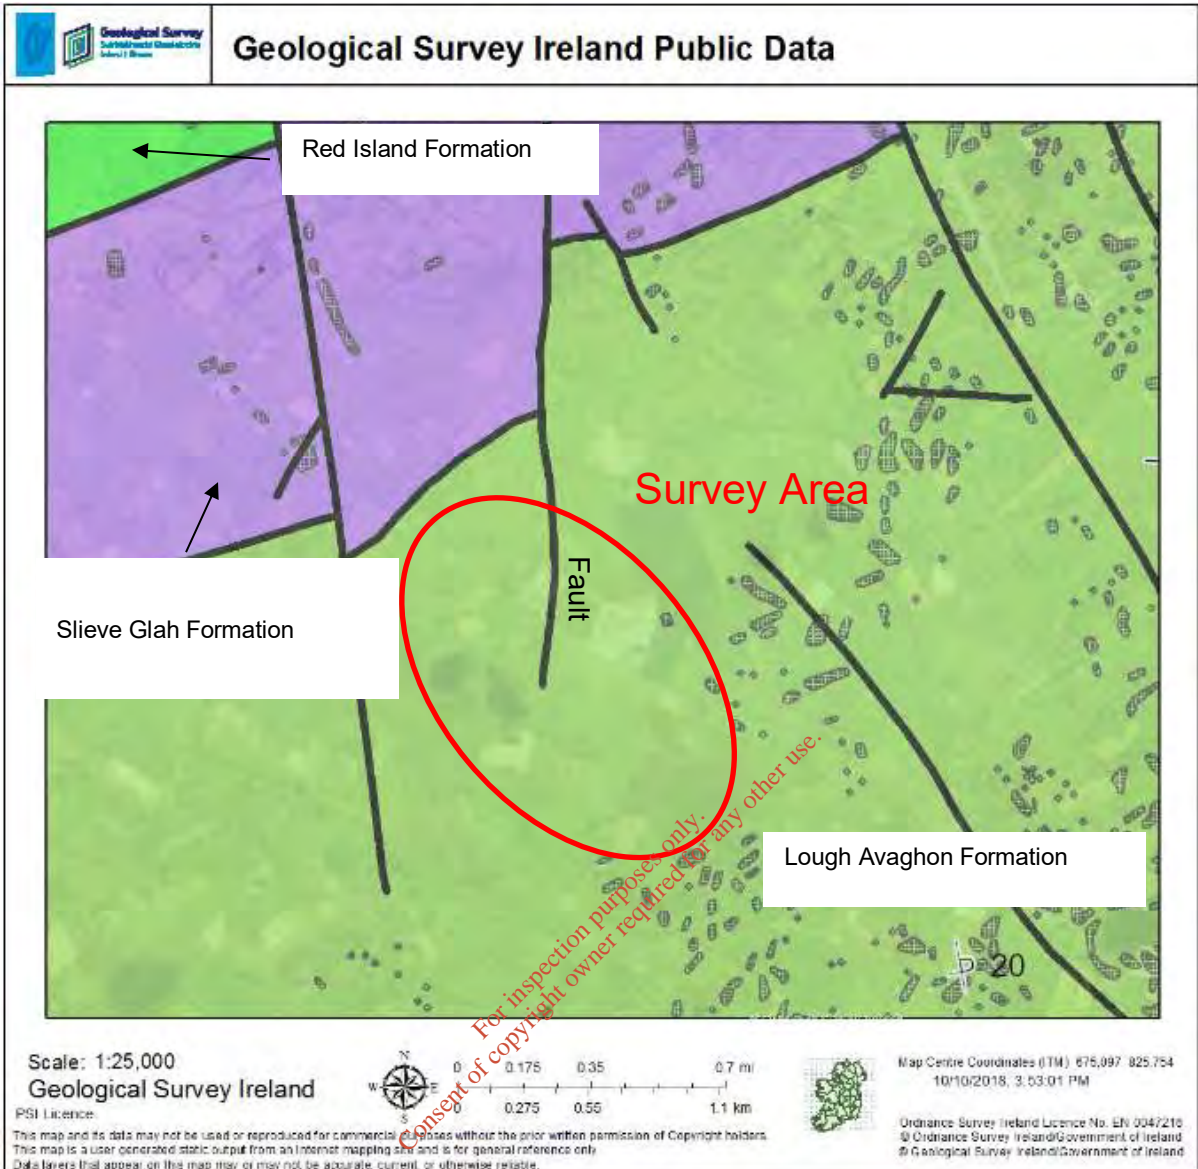 Geological Survey
Geological Survey Ireland Public Data
Red Island Formation
Survey Area
Fault
Slieve Glah Formation
Lough Avaghon Formation
20
For inspection purposes only.
Consent of copyright owner required for any other use.
Scale: 1:25,000
Geological Survey Ireland
PSI Licence
N
W
E
S
0 0.175 0.35 0.7 mi
0 0.275 0.55 1.1 km
Map Centre Coordinates (ITM) 675,097 825,754
10/10/2018, 3:53:01 PM
This map and its data may not be used or reproduced for commercial purposes without the prior written permission of Copyright holders.
This map is a user generated static output from an Internet mapping site and is for general reference only
Data layers that appear on this map may or may not be accurate, current, or otherwise reliable.
Ordnance Survey Ireland Licence No. EN 0047216
© Ordnance Survey Ireland/Government of Ireland
© Geological Survey Ireland/Government of Ireland